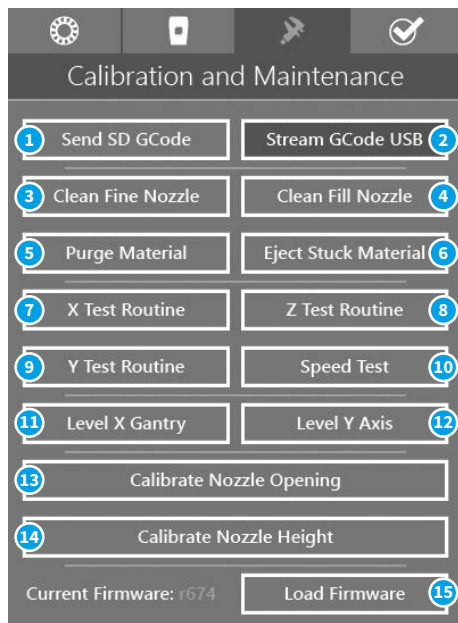 Calibration and Maintenance
1 Send SD GCode Stream GCode USB 2
3 Clean Fine Nozzle Clean Fill Nozzle 4
5 Purge Material Eject Stuck Material 6
7 X Test Routine Z Test Routine 8
9 Y Test Routine Speed Test 10
11 Level X Gantry Level Y Axis 12
13 Calibrate Nozzle Opening
14 Calibrate Nozzle Height
Current Firmware: r674 Load Firmware 15